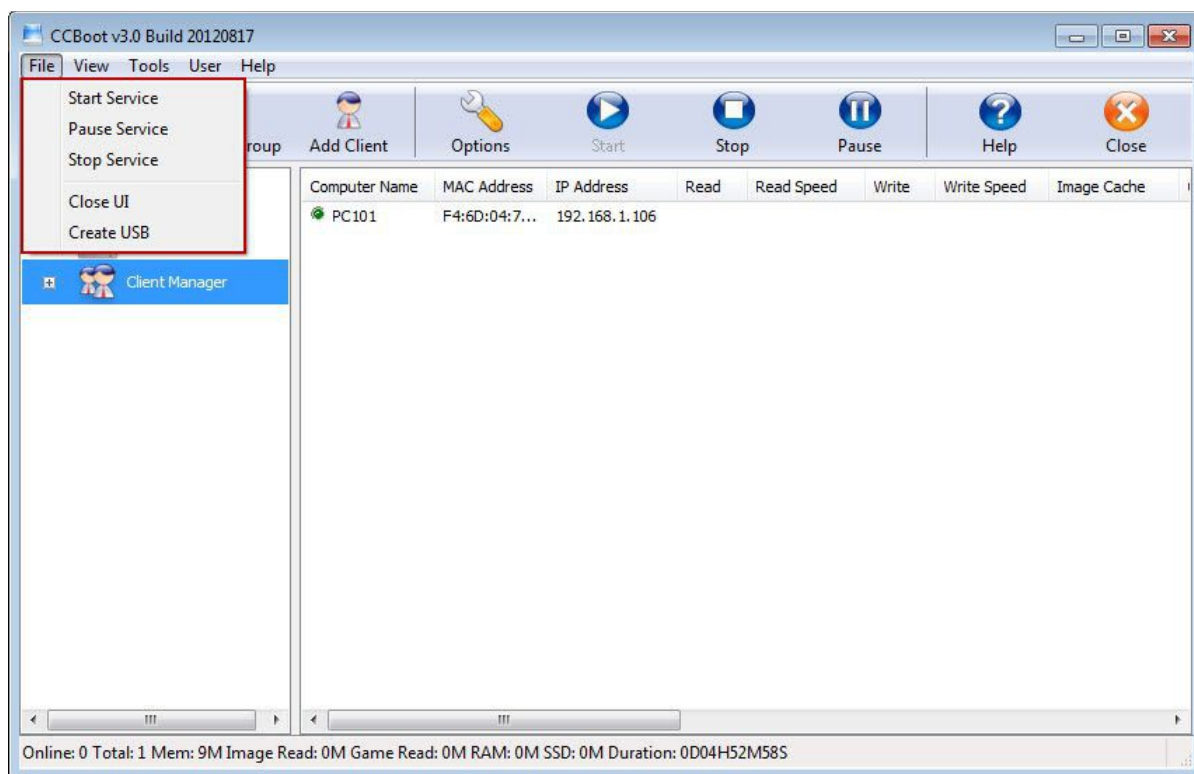 CCBoot v3.0 Build 20120817
File View Tools User Help
Start Service
Pause Service
Stop Service
Close UI
Create USB
Add Client Options Start Stop Pause Help Close
Computer Name MAC Address IP Address Read Read Speed Write Write Speed Image Cache
PC101 F4:6D:04:7... 192.168.1.106
Client Manager
Online: 0 Total: 1 Mem: 9M Image Read: 0M Game Read: 0M RAM: 0M SSD: 0M Duration: 0D04H52M58S